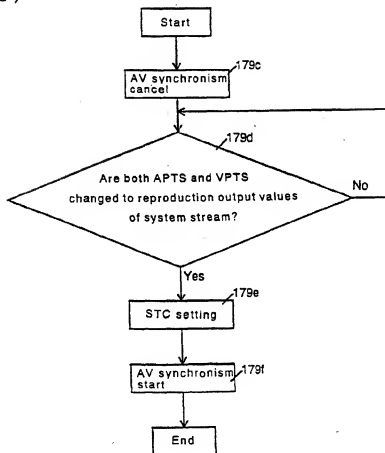 Start
179c
AV synchronism
cancel
179d
Are both APTS and VPTS
changed to reproduction output values
of system stream?
No
Yes
179e
STC setting
179f
AV synchronism
start
End